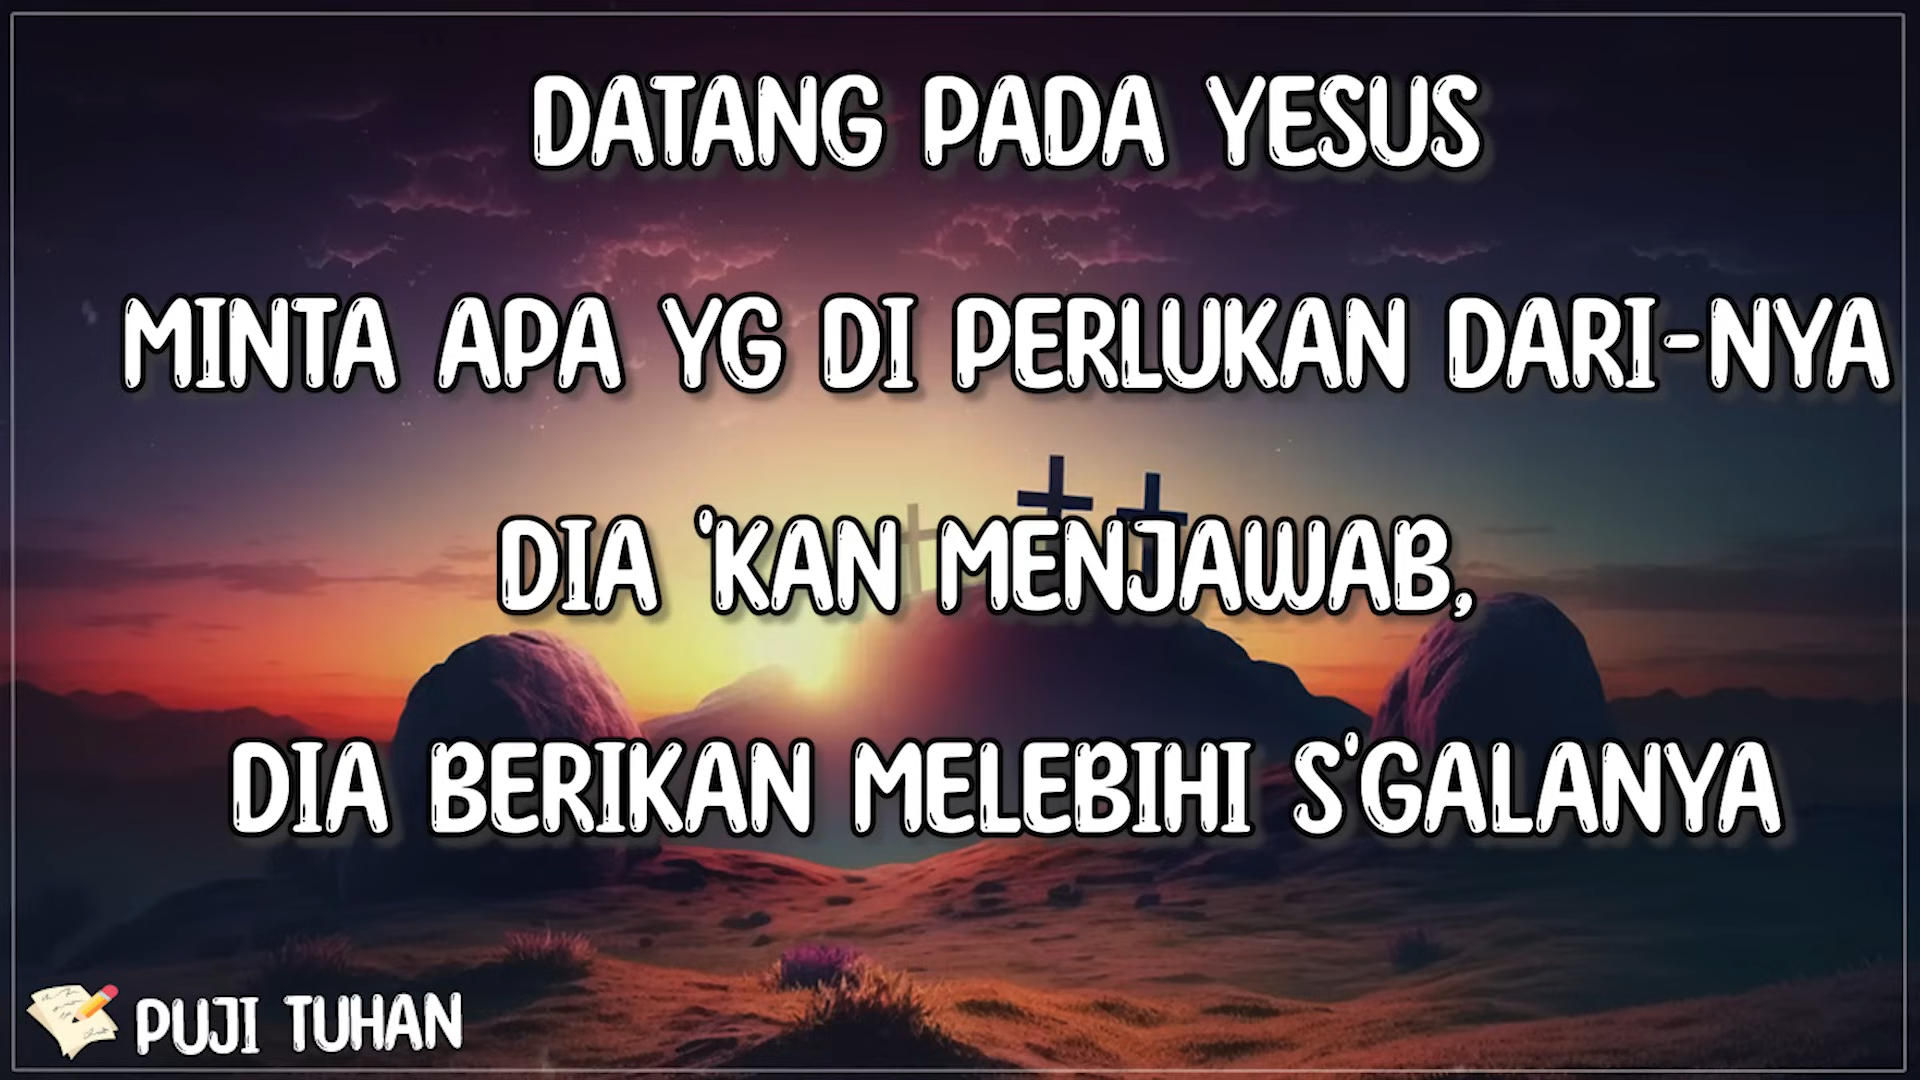 DATANG PADA YESUS
MINTA APA YG DI PERLUKAN DARI-NYA
DIA 'KAN MENJAWAB,
DIA BERIKAN MELEBIHI S'GALANYA
PUJI TUHAN